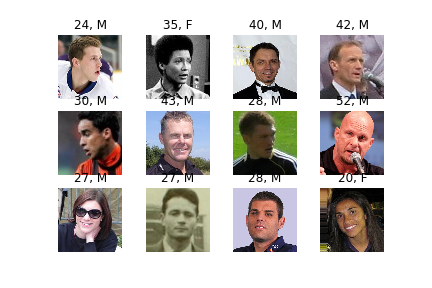 24, M 35, F 40, M 42, M
30, M 43, M 28, M 52, M
27, M 27, M 28, M 20, F